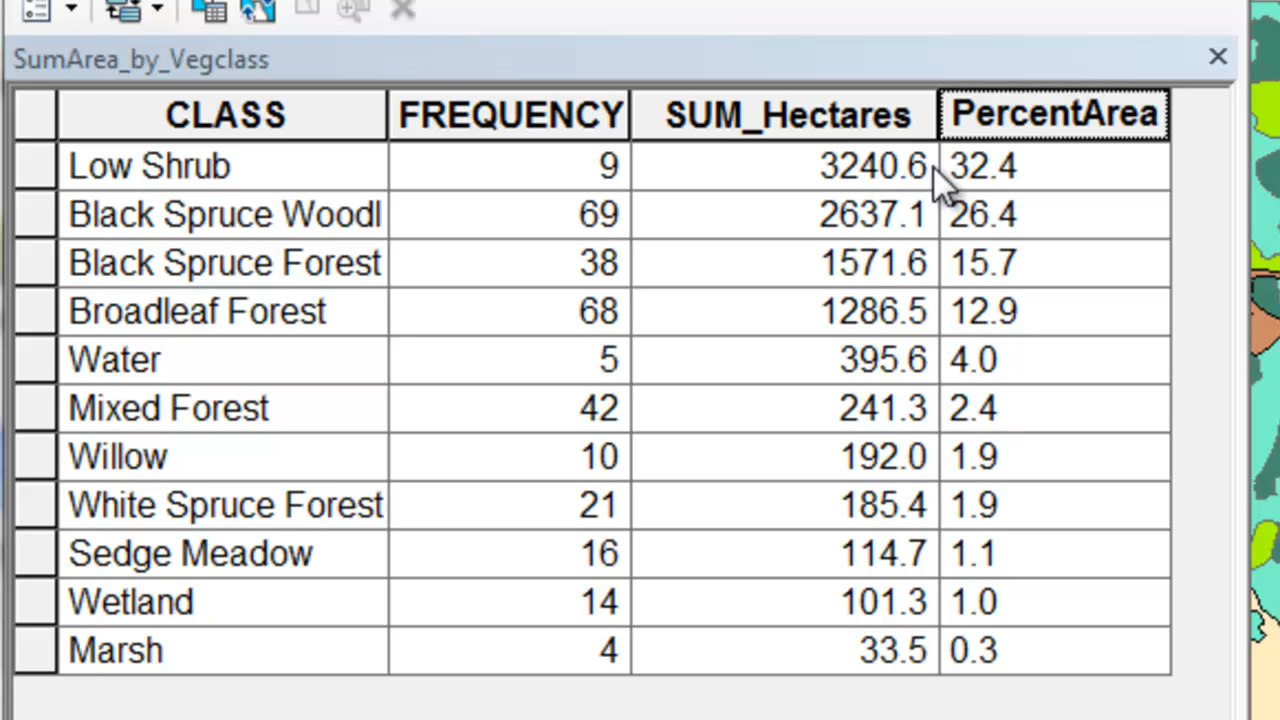 SumArea_by_Vegclass
CLASS FREQUENCY SUM_Hectares PercentArea
Low Shrub 9 3240.6 32.4
Black Spruce Woodl 69 2637.1 26.4
Black Spruce Forest 38 1571.6 15.7
Broadleaf Forest 68 1286.5 12.9
Water 5 395.6 4.0
Mixed Forest 42 241.3 2.4
Willow 10 192.0 1.9
White Spruce Forest 21 185.4 1.9
Sedge Meadow 16 114.7 1.1
Wetland 14 101.3 1.0
Marsh 4 33.5 0.3